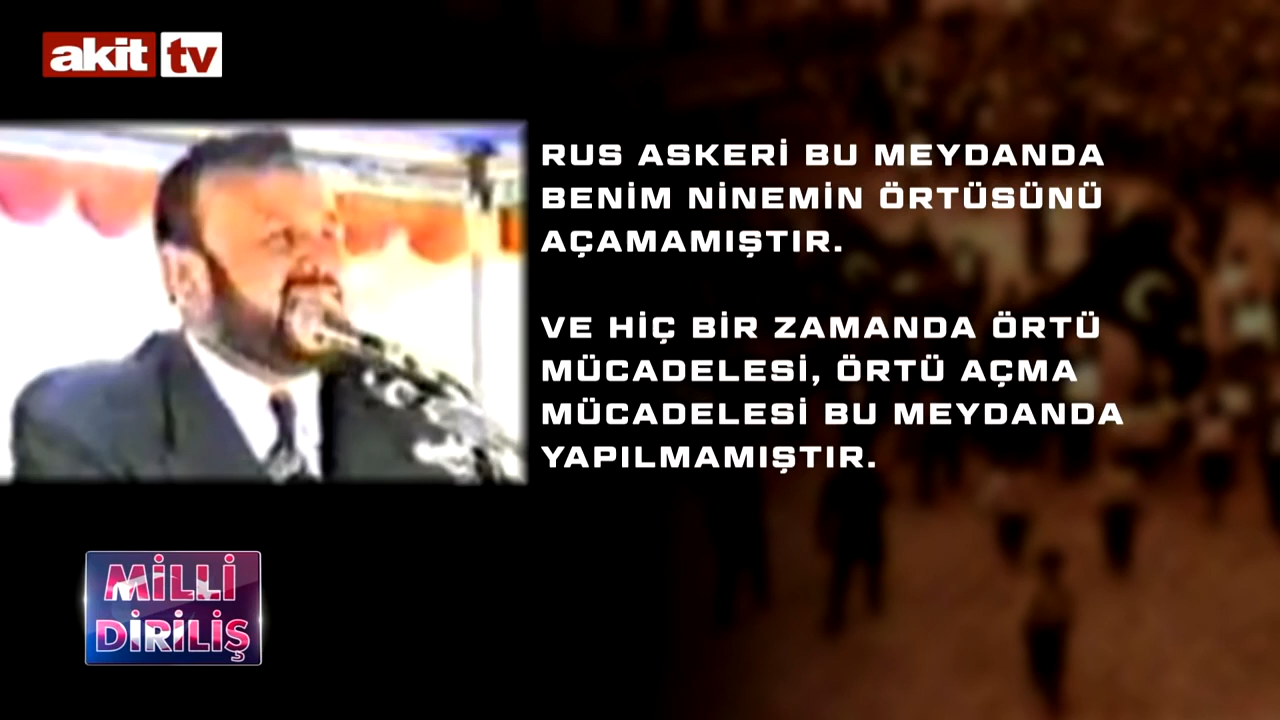 akit tv
RUS ASKERİ BU MEYDANDA
BENİM NİNEMİN ÖRTÜSÜNÜ
AÇAMAMIŞTIR.
VE HİÇ BİR ZAMANDA ÖRTÜ
MÜCADELESİ, ÖRTÜ AÇMA
MÜCADELESİ BU MEYDANDA
YAPILMAMIŞTIR.
MİLLİ
DİRİLİŞ